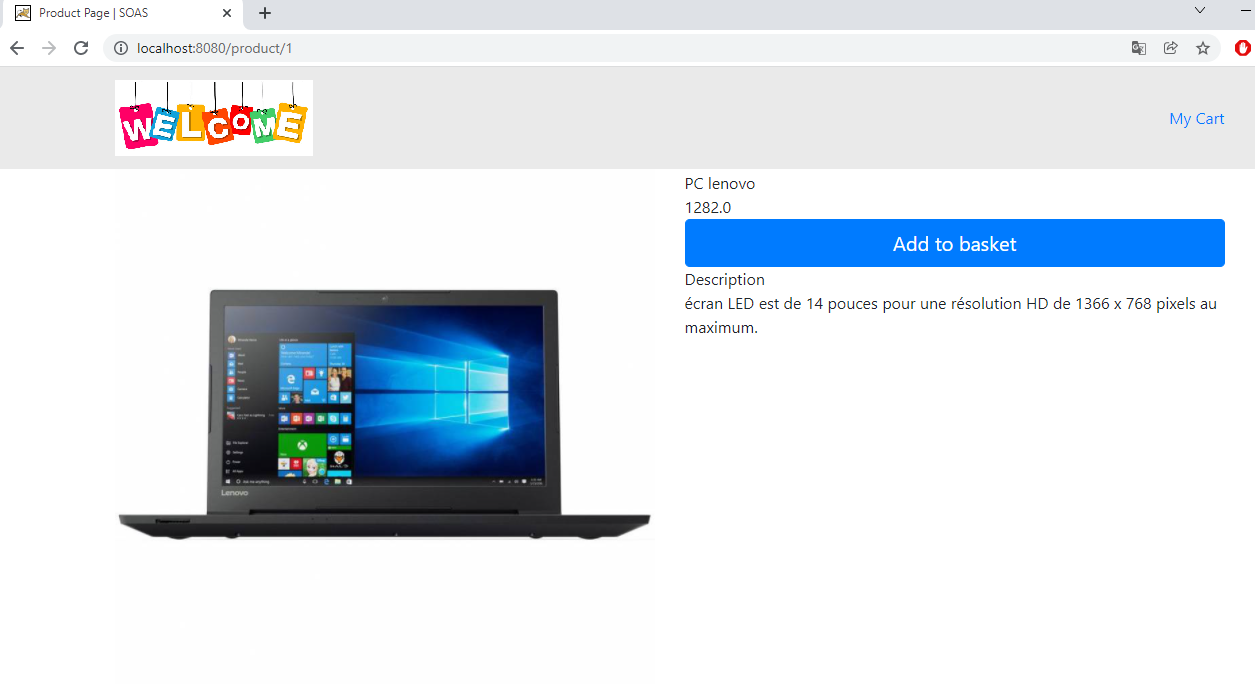 Product Page | SOAS
localhost:8080/product/1
WELCOME
My Cart
PC lenovo
1282.0
Add to basket
Description
écran LED est de 14 pouces pour une résolution HD de 1366 x 768 pixels au
maximum.
Lenovo